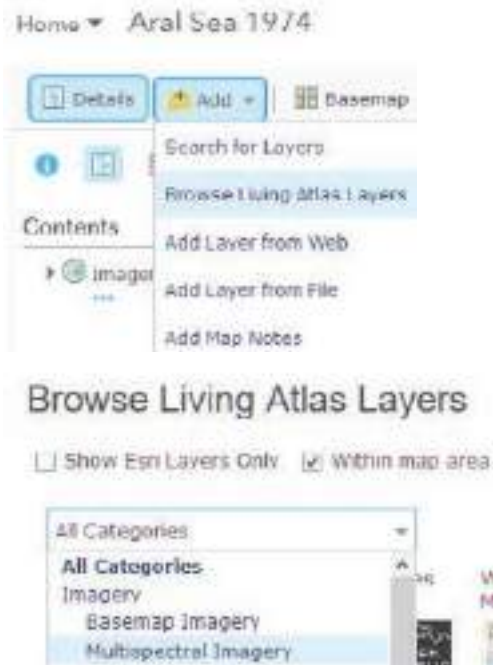 Home Aral Sea 1974
Details Add Basemap
Search for Layers
Browse Living Atlas Layers
Contents
Add Layer from Web
Imager
Add Layer from File
Add Map Notes
Browse Living Atlas Layers
Show Esri Layers Only Within map area
All Categories
All Categories
Imagery
Basemap Imagery
Multispectral Imagery